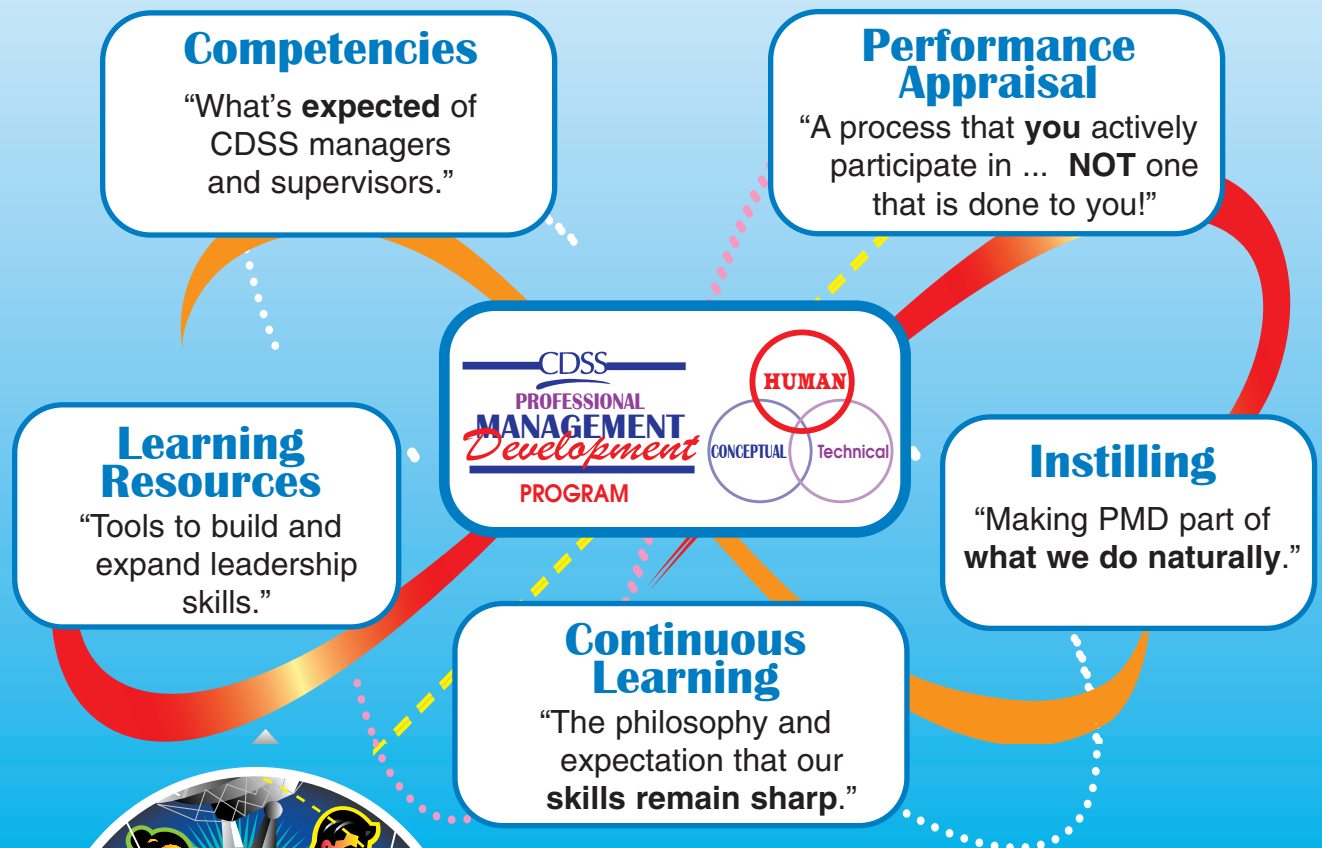 Competencies
“What's expected of
CDSS managers
and supervisors.”
Performance
Appraisal
“A process that you actively
participate in ... NOT one
that is done to you!”
CDSS
PROFESSIONAL
MANAGEMENT
Development
PROGRAM
HUMAN
CONCEPTUAL
Technical
Learning
Resources
“Tools to build and
expand leadership
skills.”
Instilling
“Making PMD part of
what we do naturally.”
Continuous
Learning
“The philosophy and
expectation that our
skills remain sharp.”